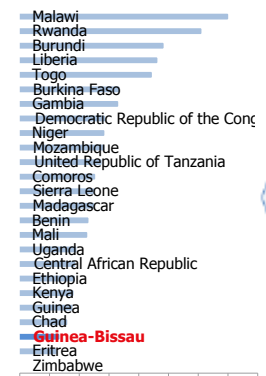 Malawi
Rwanda
Burundi
Liberia
Togo
Burkina Faso
Gambia
Democratic Republic of the Cong
Niger
Mozambique
United Republic of Tanzania
Comoros
Sierra Leone
Madagascar
Benin
Mali
Uganda
Central African Republic
Ethiopia
Kenya
Guinea
Chad
Guinea-Bissau
Eritrea
Zimbabwe